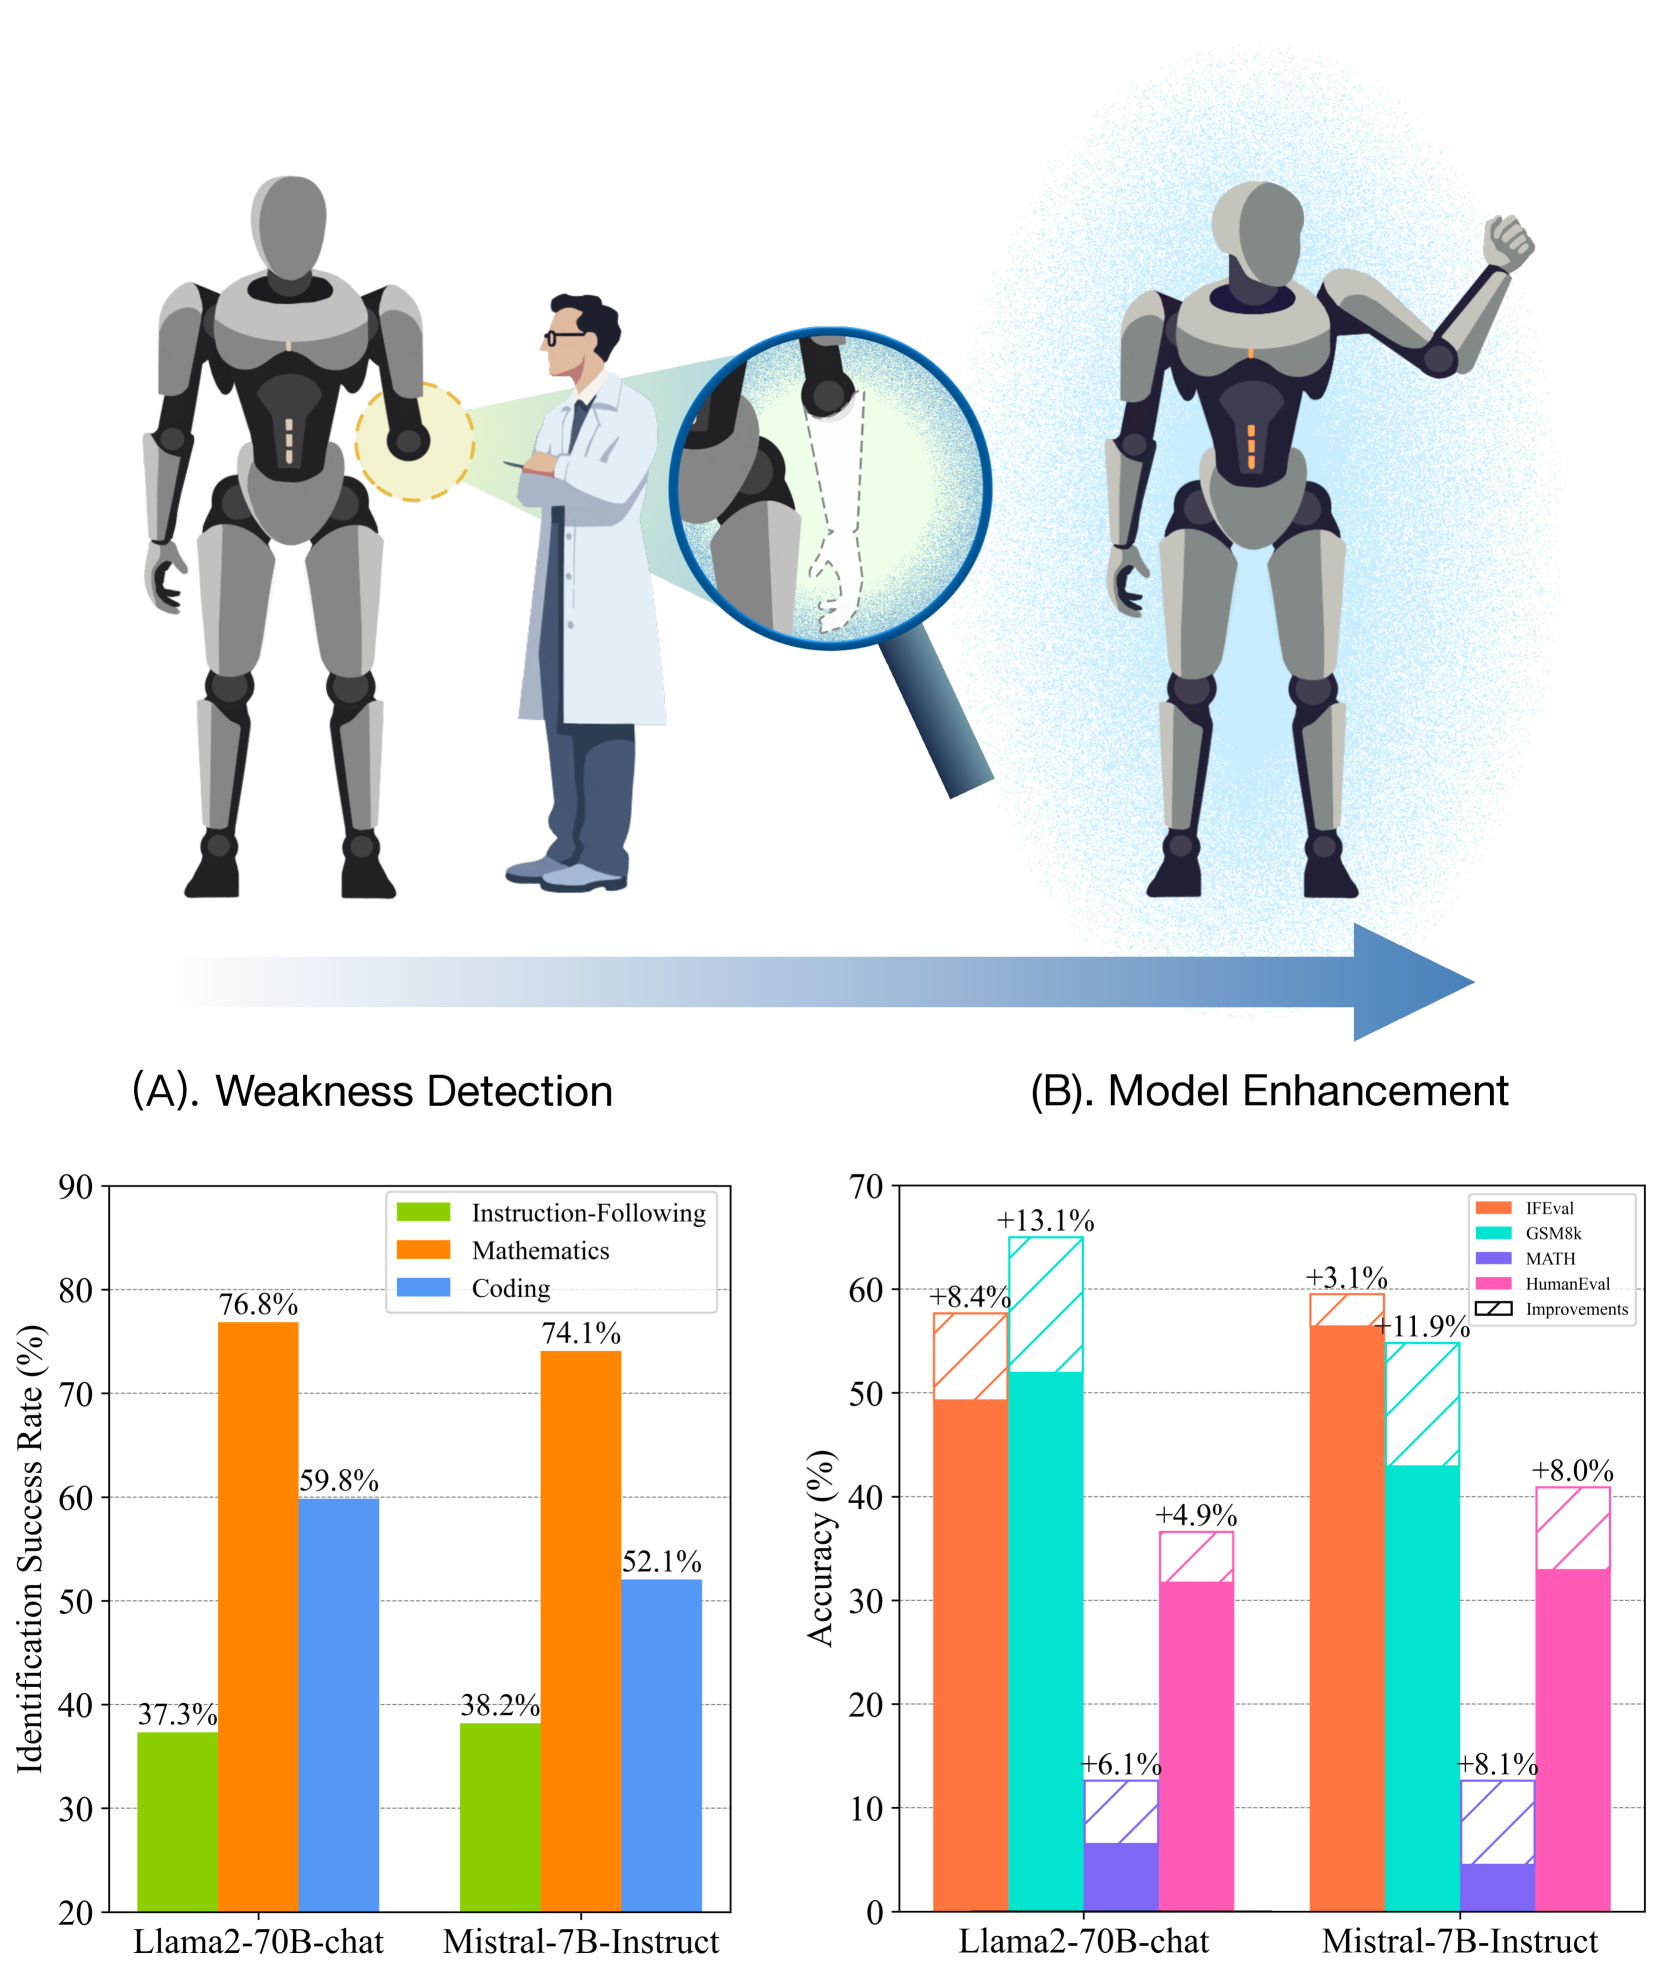 (A). Weakness Detection
(B). Model Enhancement
Identification Success Rate (%)
90
80
70
60
50
40
30
20
Instruction-Following
Mathematics
Coding
37.3%
76.8%
59.8%
38.2%
74.1%
52.1%
Llama2-70B-chat
Mistral-7B-Instruct
Accuracy (%)
70
60
50
40
30
20
10
0
IFEval
GSM8k
MATH
HumanEval
Improvements
+8.4%
+13.1%
+6.1%
+4.9%
+3.1%
+11.9%
+8.1%
+8.0%
Llama2-70B-chat
Mistral-7B-Instruct